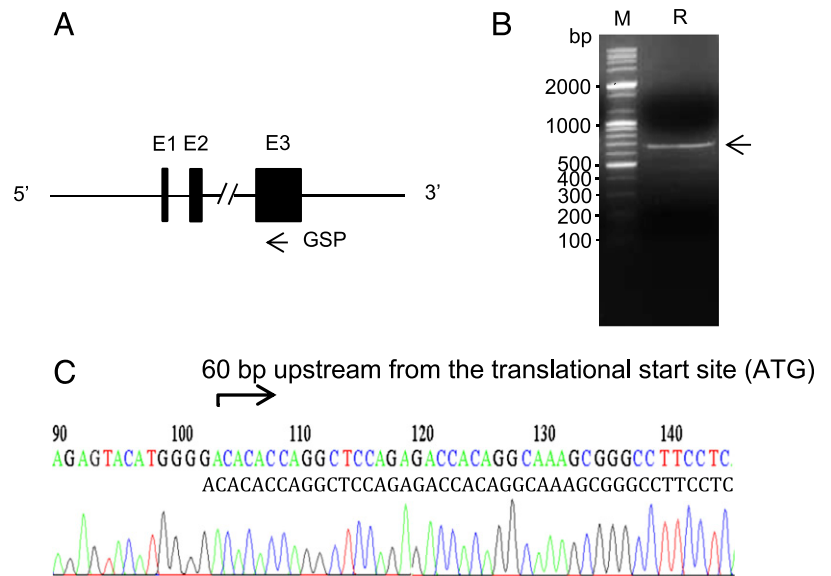 A
E1 E2 E3
5’ 3’
GSP
B
M R
bp
2000
1000
500
400
300
200
100
C
60 bp upstream from the translational start site (ATG)
90 100 110 120 130 140
AGAGTACATGGGGACACACCAGGCTCCAGAGACCACAGGCAAAGCGGGCCTTCCTC
ACACACCAGGCTCCAGAGACCACAGGCAAAGCGGGCCTTCCTC